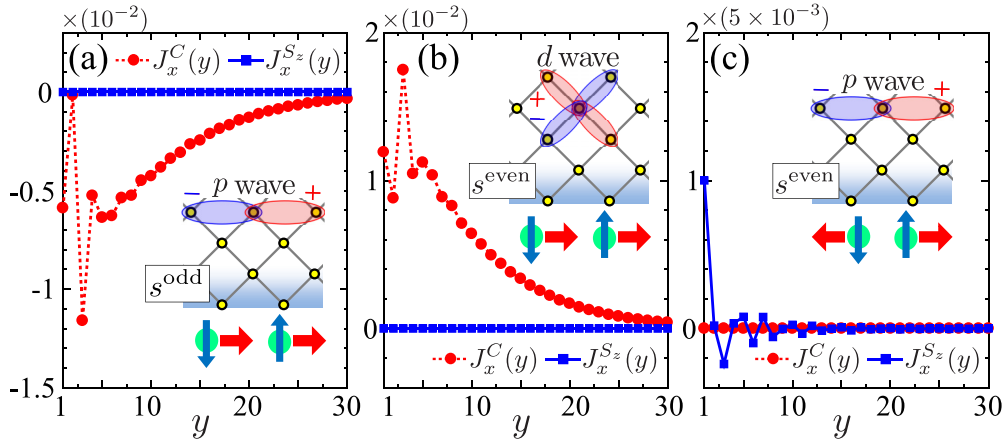 ×(10⁻²)
(a)
J_x^C(y) J_x^{S_z}(y)
0
-0.5
-1
-1.5
− p wave +
s^odd
1 10 20 30
y
×(10⁻²)
(b)
2
1
0
d wave
+
−
s^even
J_x^C(y) J_x^{S_z}(y)
1 10 20 30
y
×(5 × 10⁻³)
(c)
2
1
0
− p wave +
s^even
J_x^C(y) J_x^{S_z}(y)
1 10 20 30
y